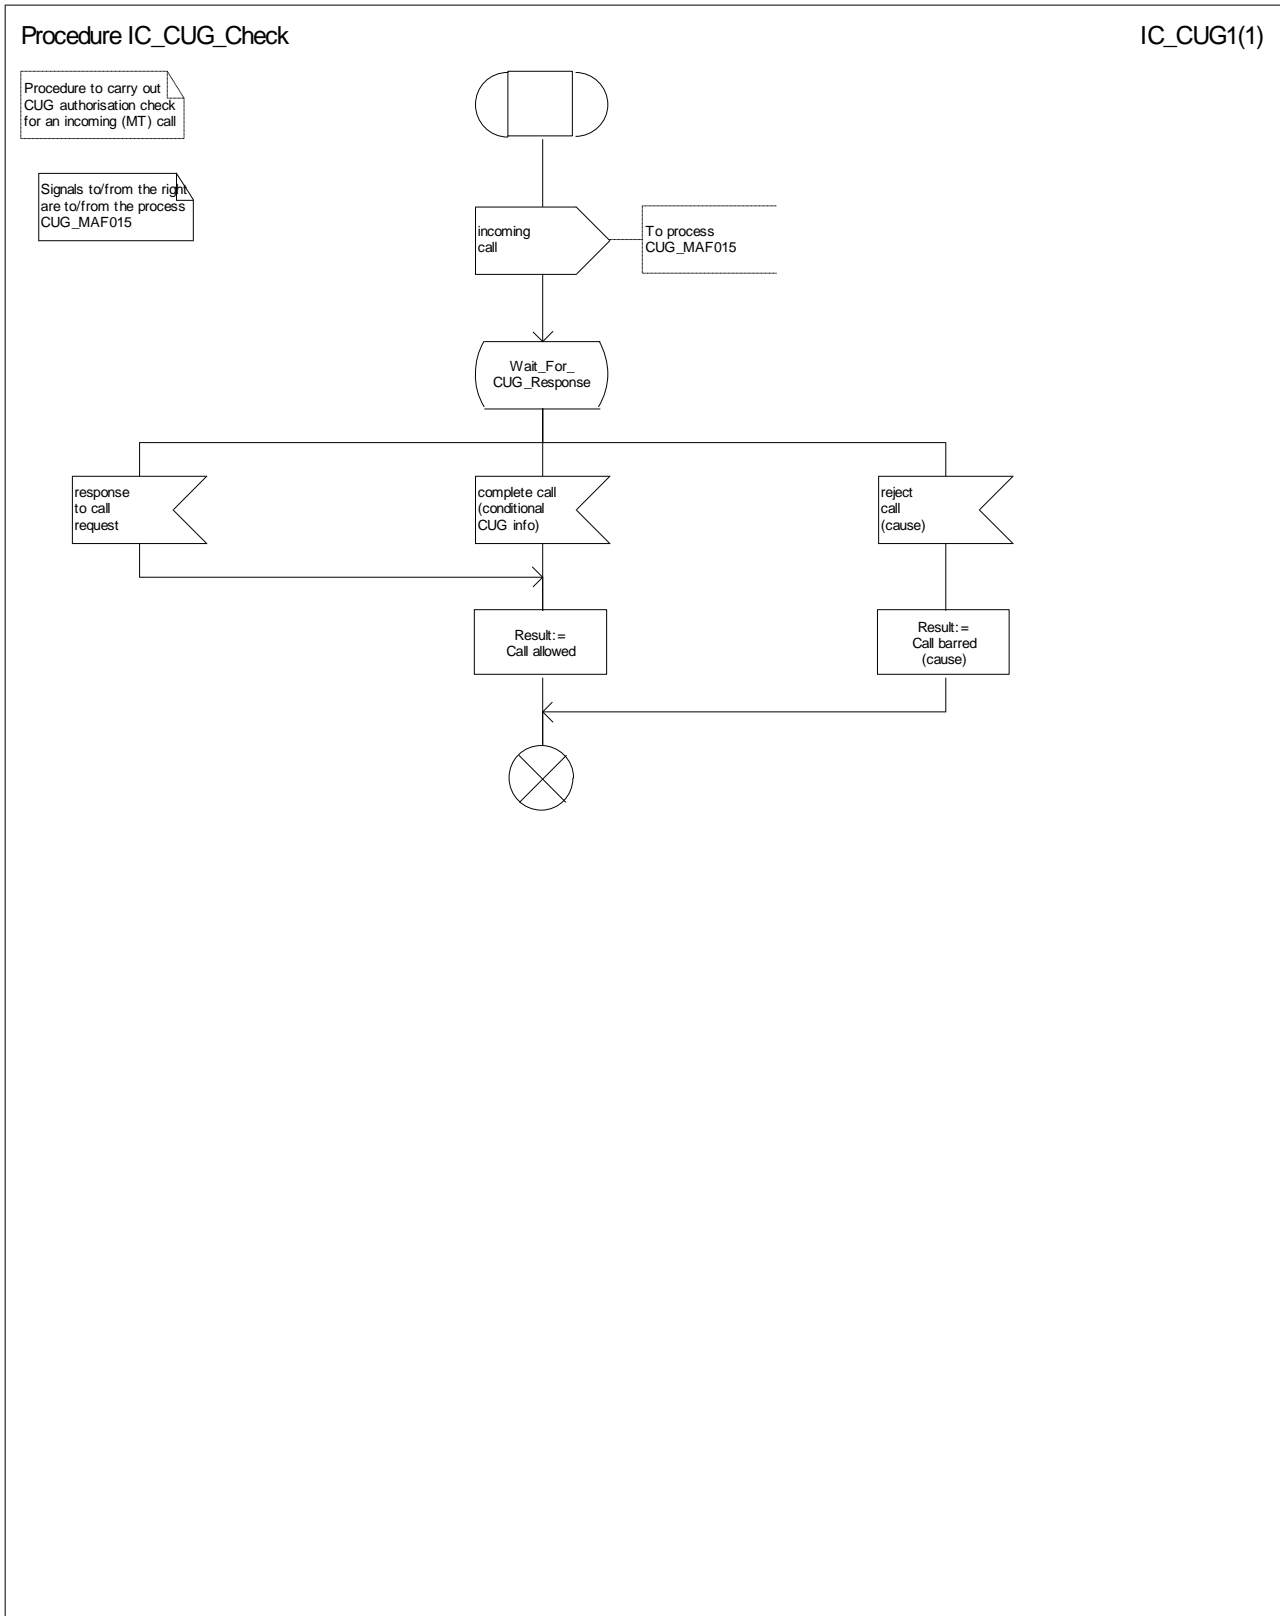 Procedure IC_CUG_Check
IC_CUG1(1)
Procedure to carry out
CUG authorisation check
for an incoming (MT) call
Signals to/from the right
are to/from the process
CUG_MAF015
incoming
call
To process
CUG_MAF015
Wait_For_
CUG_Response
response
to call
request
complete call
(conditional
CUG info)
reject
call
(cause)
Result:=
Call allowed
Result:=
Call barred
(cause)